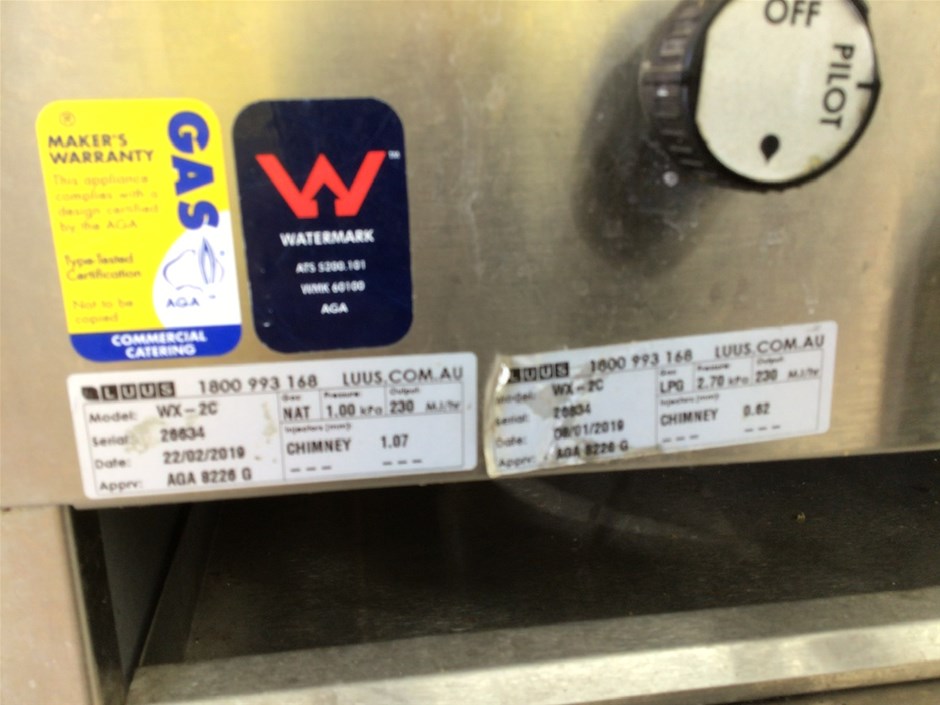 OFF
PILOT
MAKER'S
WARRANTY
GAS
This appliance
complies with a
design certified
by the AGA
Type Tested
Certification
Not to be
copied
AGA
COMMERCIAL
CATERING
W™
WATERMARK
ATS 5200.101
WMK 60100
AGA
LUUS 1800 993 168 LUUS.COM.AU
Model: WX-2C
Serial: 26634
Date: 22/02/2019
Apprv: AGA 8226 G
Gas: NAT
Pressure: 1.00 kPa
Output: 230 MJ/hr
Injectors (mm):
CHIMNEY 1.07
--- ---
LUUS 1800 993 168 LUUS.COM.AU
Model: WX-2C
Serial: 26634
Date: 08/01/2019
Apprv: AGA 8226 G
Gas: LPG
Pressure: 2.70 kPa
Output: 230 MJ/hr
Injectors (mm):
CHIMNEY 0.62
--- ---